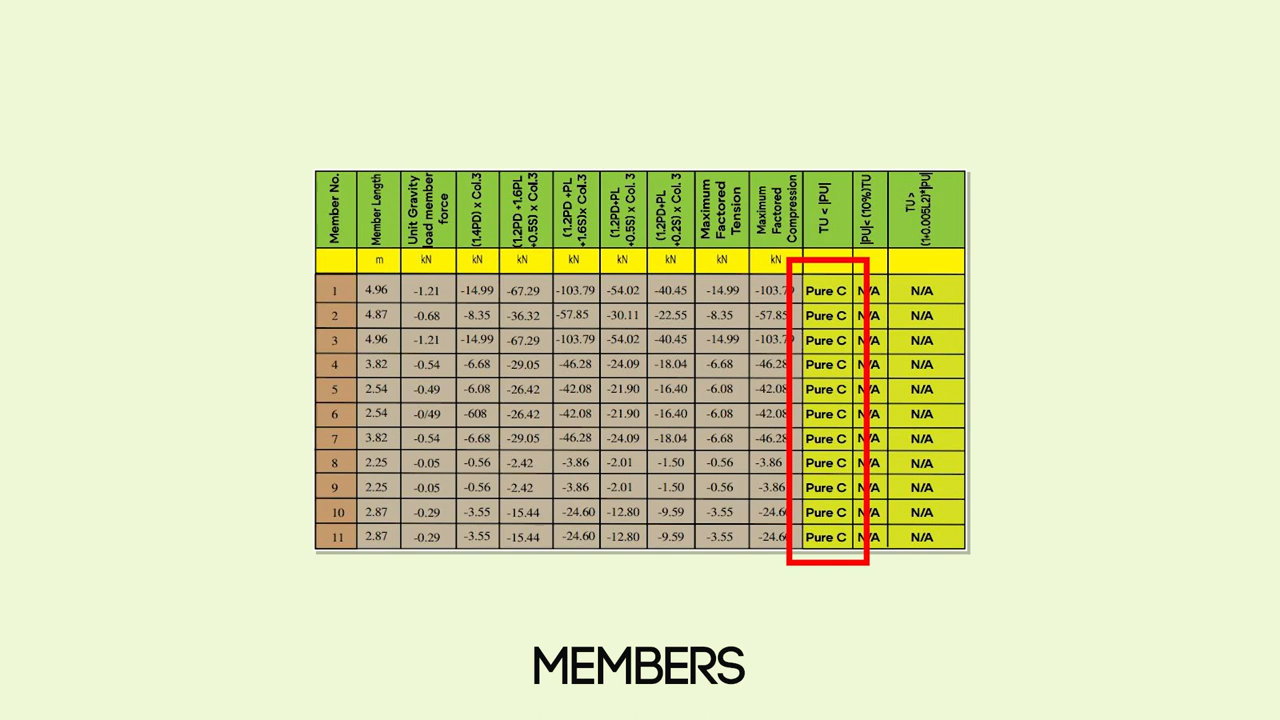 Member No. Member Length Unit Gravity load member force (1.4PD) x Col.3 (1.2PD +1.6PL +0.5S) x Col.3 (1.2PD +PL +1.6S)x Col.3 (1.2PD+PL +0.5S) x Col. 3 (1.2PD+PL +0.2S) x Col. 3 Maximum Factored Tension Maximum Factored Compression TU < |PU| |PU|< (10%)TU TU > (1+0.005L2)*|PU|
m kN kN kN kN kN kN kN kN
1 4.96 -1.21 -14.99 -67.29 -103.79 -54.02 -40.45 -14.99 -103.79 Pure C N/A N/A
2 4.87 -0.68 -8.35 -36.32 -57.85 -30.11 -22.55 -8.35 -57.85 Pure C N/A N/A
3 4.96 -1.21 -14.99 -67.29 -103.79 -54.02 -40.45 -14.99 -103.79 Pure C N/A N/A
4 3.82 -0.54 -6.68 -29.05 -46.28 -24.09 -18.04 -6.68 -46.28 Pure C N/A N/A
5 2.54 -0.49 -6.08 -26.42 -42.08 -21.90 -16.40 -6.08 -42.08 Pure C N/A N/A
6 2.54 -0/49 -608 -26.42 -42.08 -21.90 -16.40 -6.08 -42.08 Pure C N/A N/A
7 3.82 -0.54 -6.68 -29.05 -46.28 -24.09 -18.04 -6.68 -46.28 Pure C N/A N/A
8 2.25 -0.05 -0.56 -2.42 -3.86 -2.01 -1.50 -0.56 -3.86 Pure C N/A N/A
9 2.25 -0.05 -0.56 -2.42 -3.86 -2.01 -1.50 -0.56 -3.86 Pure C N/A N/A
10 2.87 -0.29 -3.55 -15.44 -24.60 -12.80 -9.59 -3.55 -24.60 Pure C N/A N/A
11 2.87 -0.29 -3.55 -15.44 -24.60 -12.80 -9.59 -3.55 -24.60 Pure C N/A N/A
MEMBERS